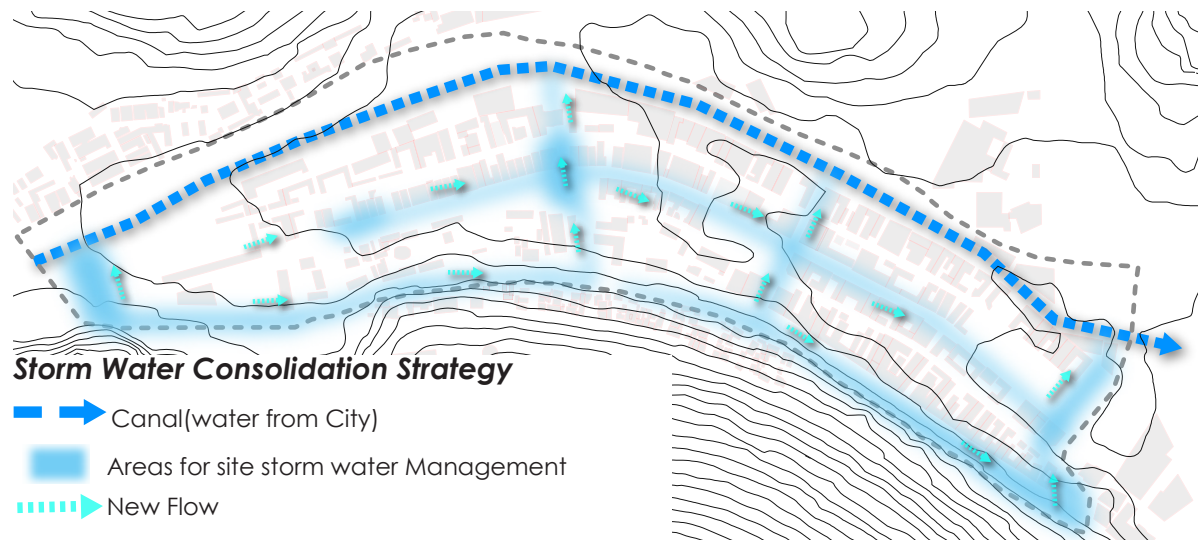 Storm Water Consolidation Strategy
Canal(water from City)
Areas for site storm water Management
New Flow